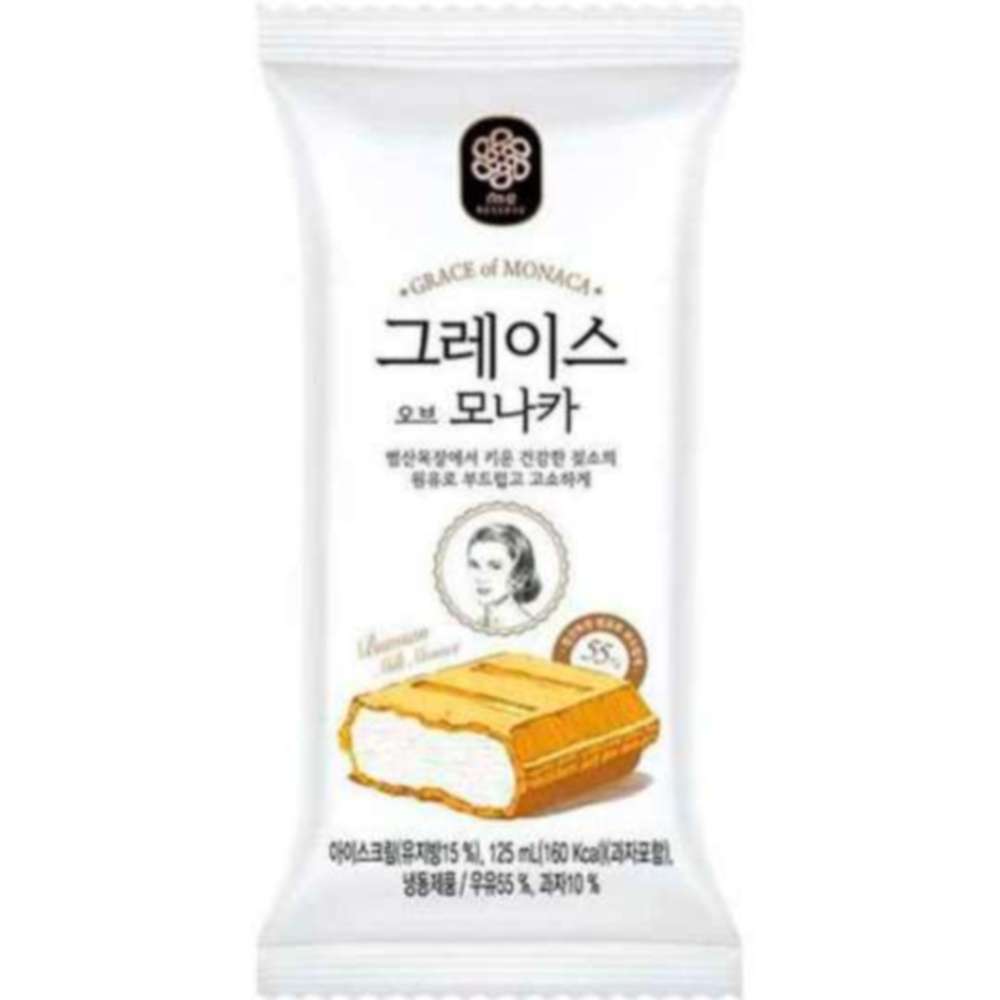 me
RESERVE
GRACE of MONACA
그레이스
오브 모나카
범산목장에서 키운 건강한 젖소의
원유로 부드럽고 고소하게
55%
아이스크림(유지방15 %), 125 mL(160 Kcal)(과자포함),
냉동제품 / 우유55 %, 과자10 %